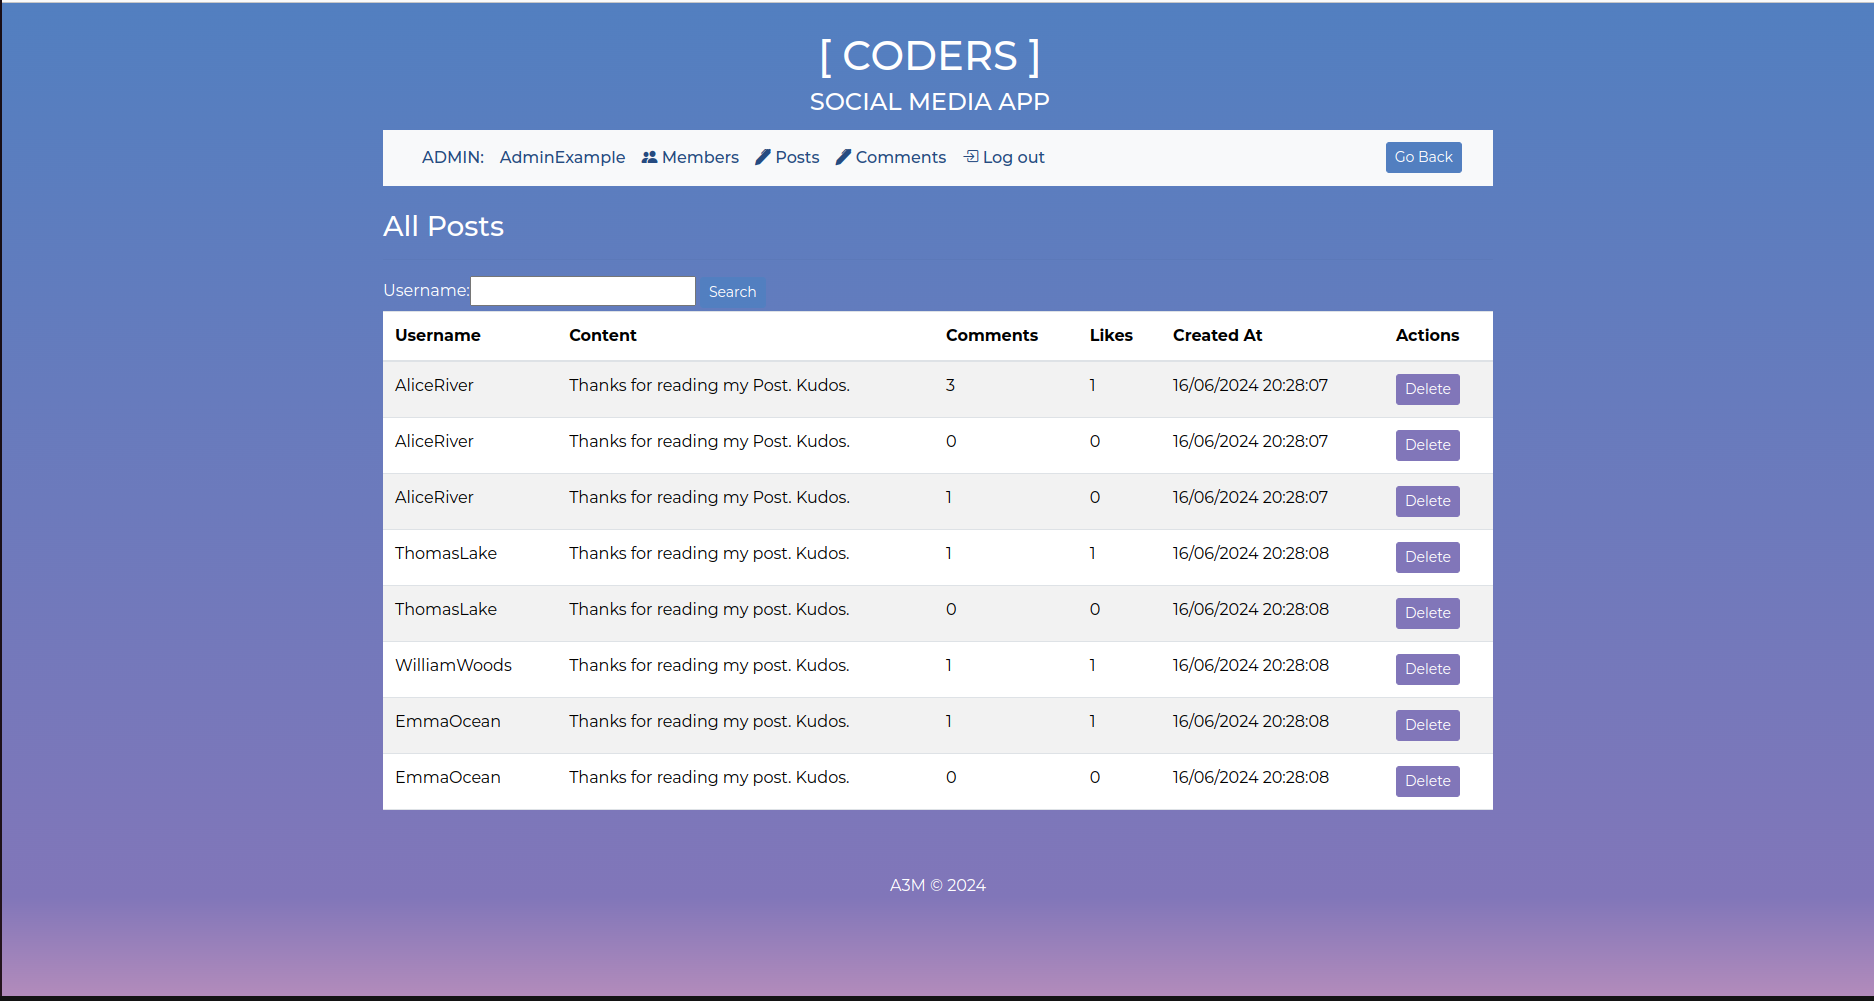 [ CODERS ]
SOCIAL MEDIA APP
ADMIN: AdminExample Members Posts Comments Log out Go Back
All Posts
Username: Search
Username Content Comments Likes Created At Actions
AliceRiver Thanks for reading my Post. Kudos. 3 1 16/06/2024 20:28:07 Delete
AliceRiver Thanks for reading my Post. Kudos. 0 0 16/06/2024 20:28:07 Delete
AliceRiver Thanks for reading my Post. Kudos. 1 0 16/06/2024 20:28:07 Delete
ThomasLake Thanks for reading my post. Kudos. 1 1 16/06/2024 20:28:08 Delete
ThomasLake Thanks for reading my post. Kudos. 0 0 16/06/2024 20:28:08 Delete
WilliamWoods Thanks for reading my post. Kudos. 1 1 16/06/2024 20:28:08 Delete
EmmaOcean Thanks for reading my post. Kudos. 1 1 16/06/2024 20:28:08 Delete
EmmaOcean Thanks for reading my post. Kudos. 0 0 16/06/2024 20:28:08 Delete
A3M © 2024